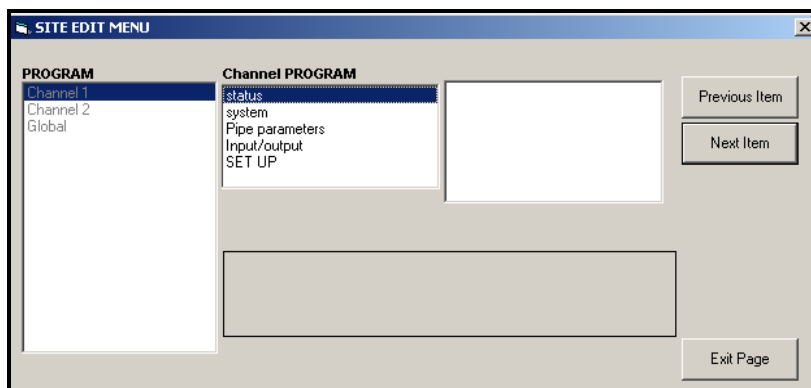 SITE EDIT MENU
PROGRAM
Channel 1
Channel 2
Global
Channel PROGRAM
status
system
Pipe parameters
Input/output
SET UP
Previous Item
Next Item
Exit Page